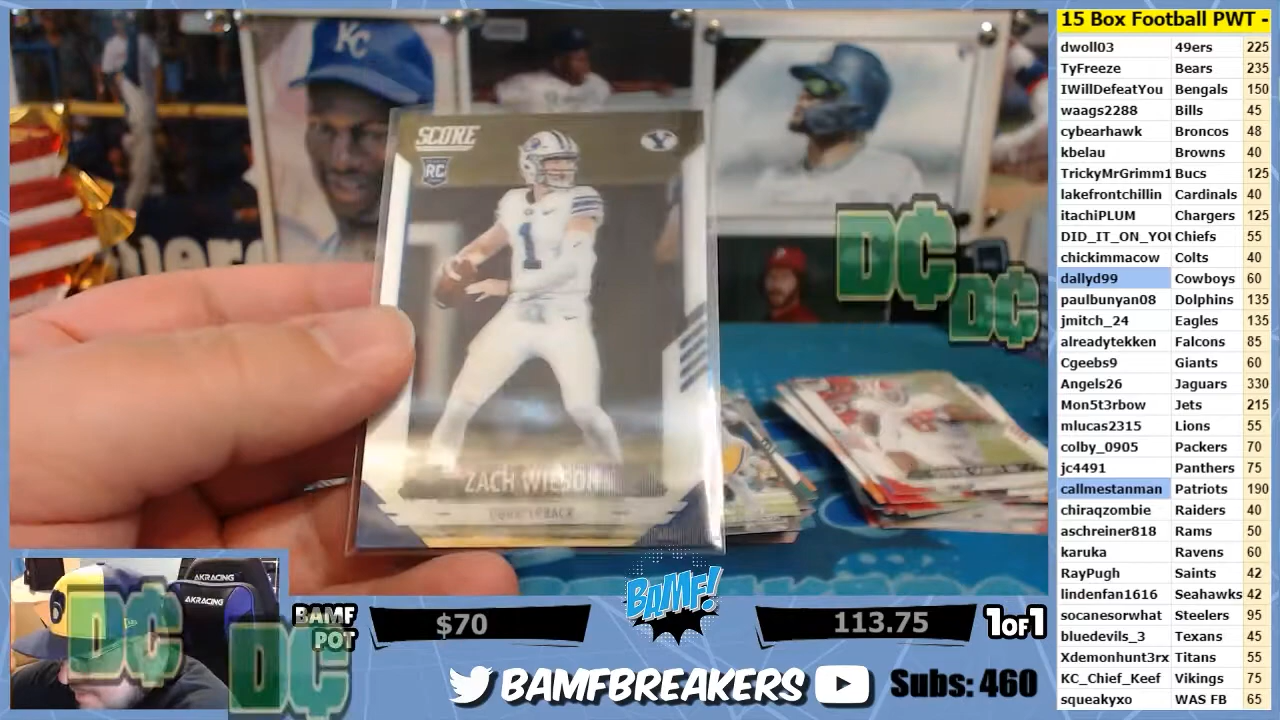 KC
SCORE
RC
Y
1
ZACH WILSON
QUARTERBACK
D¢
D¢
AKRACING
AKRACING
D¢
D¢
BAMF
POT
$70
BAMF!
113.75
1OF1
BAMFBREAKERS
Subs: 460
15 Box Football PWT -
dwoll03 49ers 225
TyFreeze Bears 235
IWillDefeatYou Bengals 150
waags2288 Bills 45
cybearhawk Broncos 48
kbelau Browns 40
TrickyMrGrimm1 Bucs 125
lakefrontchillin Cardinals 40
itachiPLUM Chargers 125
DID_IT_ON_YOU Chiefs 55
chickimmacow Colts 40
dallyd99 Cowboys 60
paulbunyan08 Dolphins 135
jmitch_24 Eagles 135
alreadytekken Falcons 85
Cgeebs9 Giants 60
Angels26 Jaguars 330
Mon5t3rbow Jets 215
mlucas2315 Lions 55
colby_0905 Packers 70
jc4491 Panthers 75
callmestanman Patriots 190
chiraqzombie Raiders 40
aschreiner818 Rams 50
karuka Ravens 60
RayPugh Saints 42
lindenfan1616 Seahawks 42
socanesorwhat Steelers 95
bluedevils_3 Texans 45
Xdemonhunt3rx Titans 55
KC_Chief_Keef Vikings 75
squeakyxo WAS FB 65